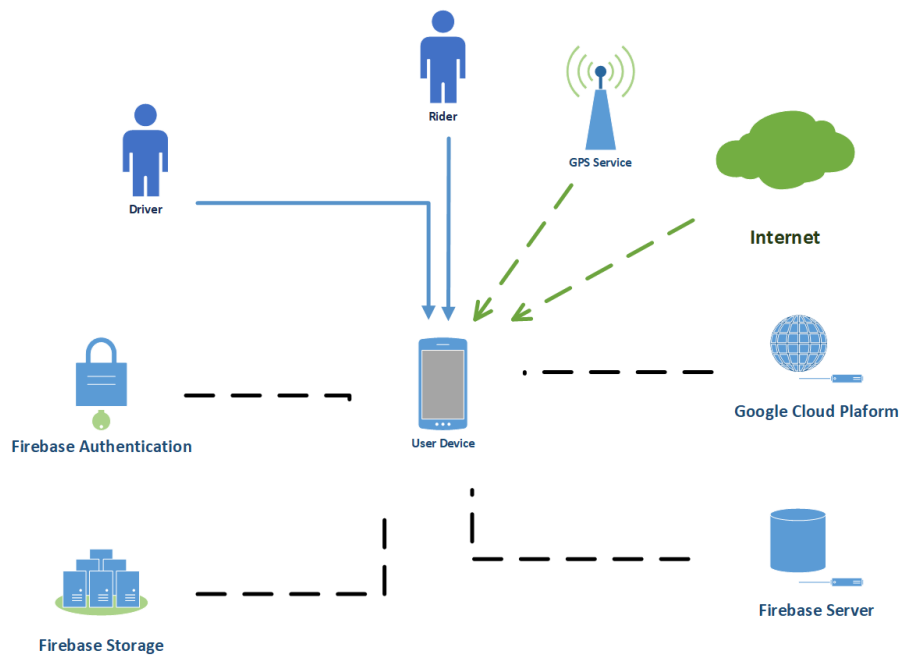 Rider
GPS Service
Driver
Internet
Google Cloud Plaform
User Device
Firebase Authentication
Firebase Server
Firebase Storage